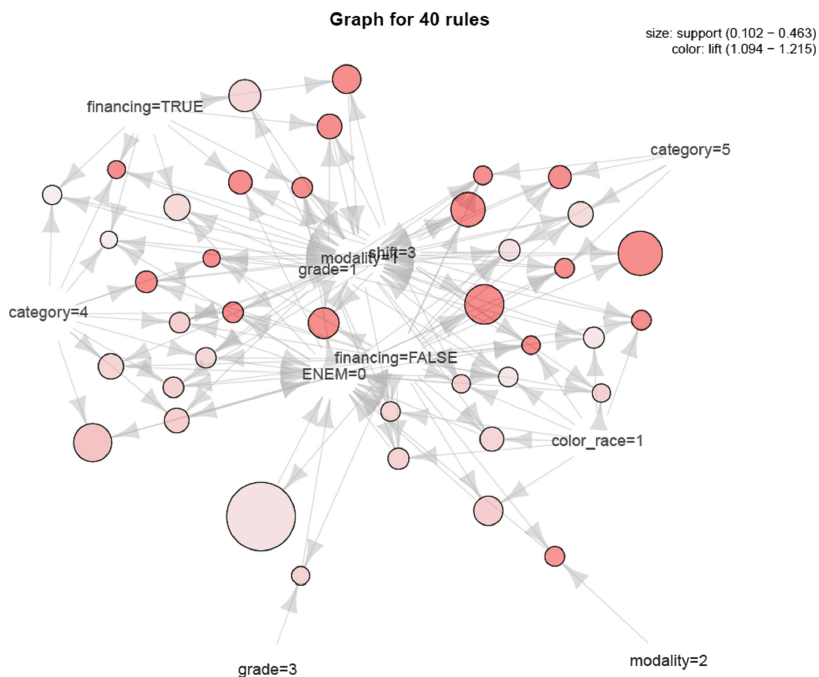 Graph for 40 rules
size: support (0.102 − 0.463)
color: lift (1.094 − 1.215)
financing=TRUE
category=5
shift=3
modality=1
grade=1
category=4
financing=FALSE
ENEM=0
color_race=1
modality=2
grade=3